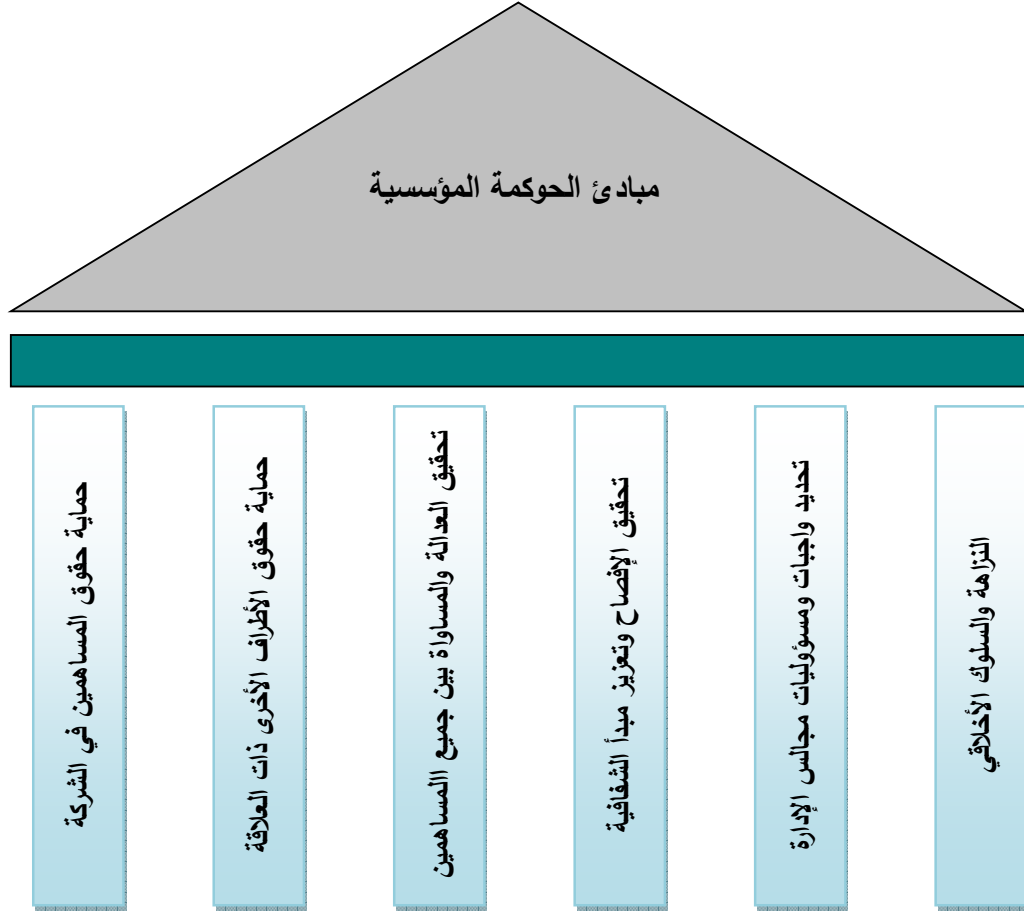 مبادئ الحوكمة المؤسسية
النزاهة والسلوك الأخلاقي
تحديد واجبات ومسؤوليات مجالس الإدارة
تحقيق الإفصاح وتعزيز مبدأ الشفافية
تحقيق العدالة والمساواة بين جميع االمساهمين
حماية حقوق الأطراف الأخرى ذات العلاقة
حماية حقوق المساهمين في الشركة